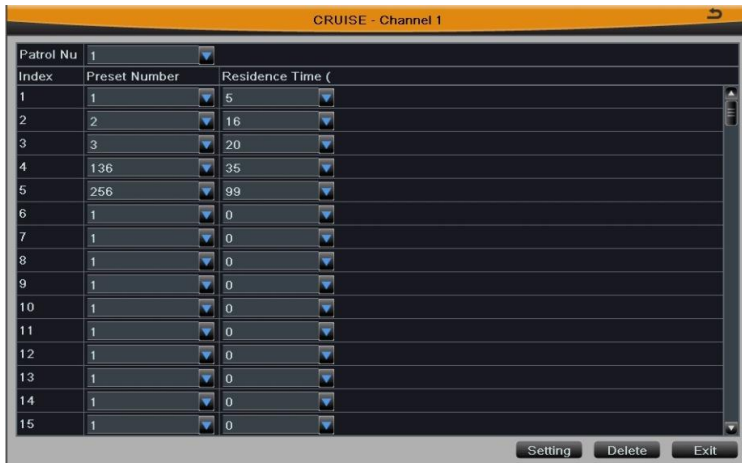 CRUISE - Channel 1
Patrol Nu 1
Index Preset Number Residence Time (
1 1 5
2 2 16
3 3 20
4 136 35
5 256 99
6 1 0
7 1 0
8 1 0
9 1 0
10 1 0
11 1 0
12 1 0
13 1 0
14 1 0
15 1 0
Setting Delete Exit